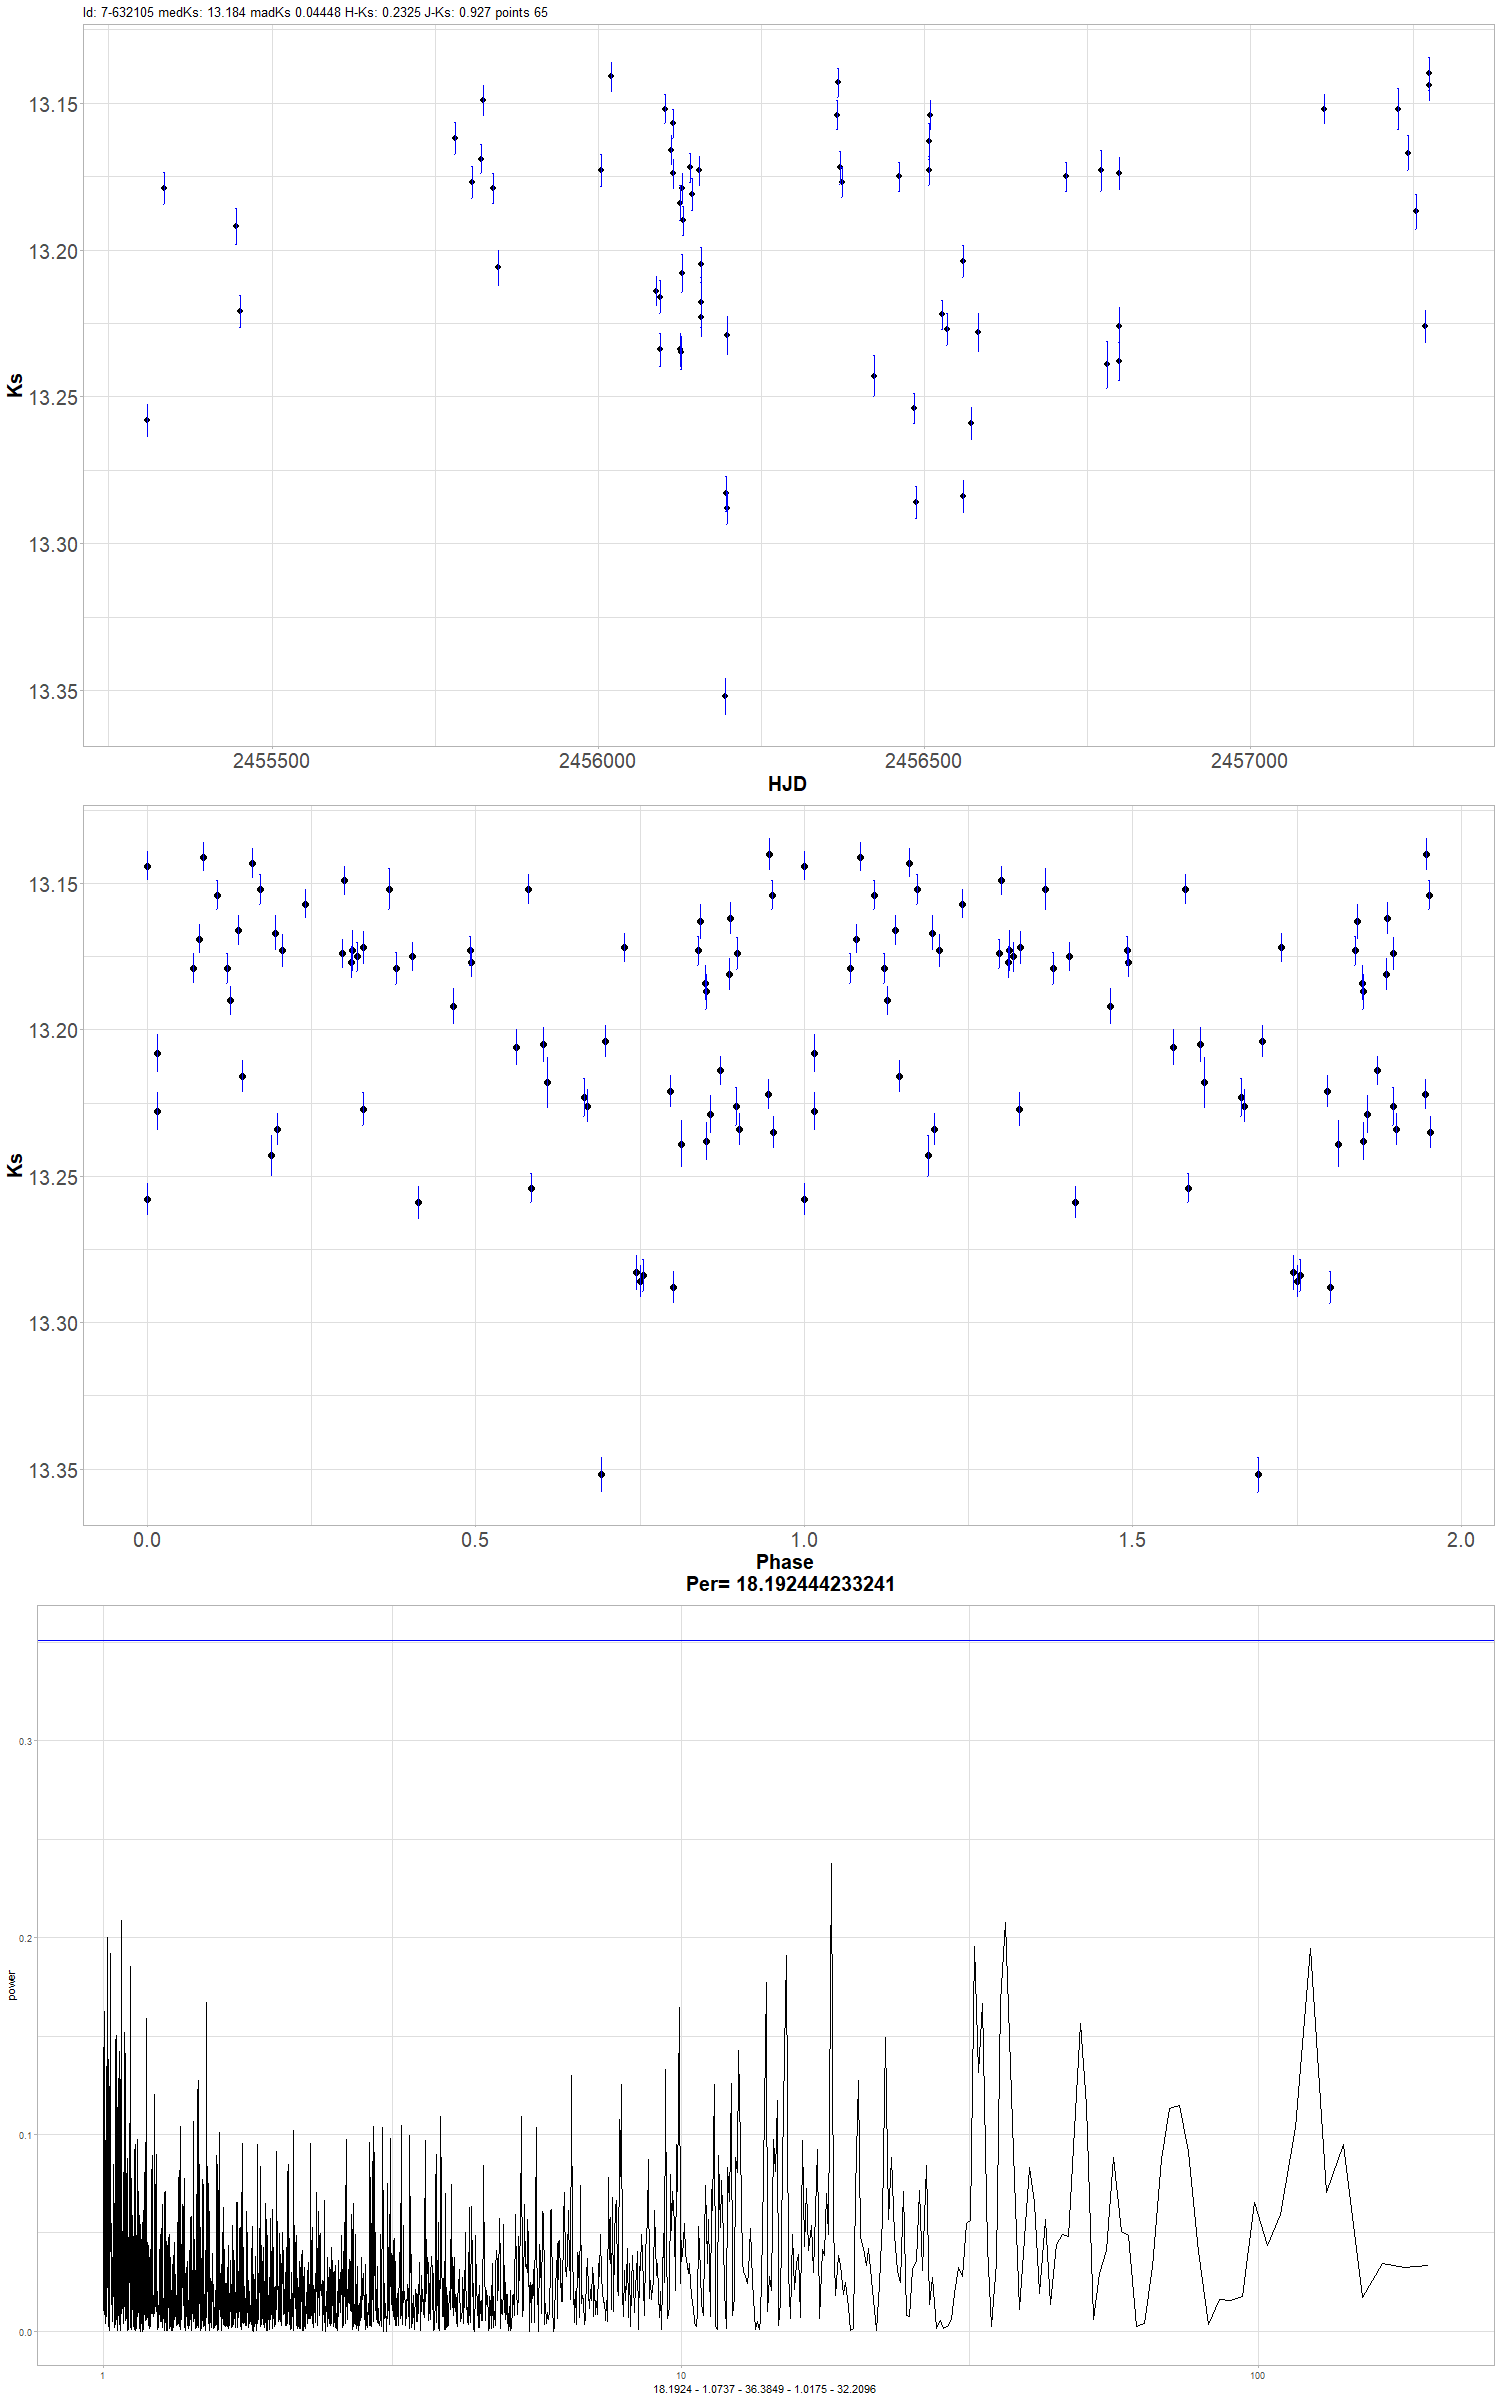 Id: 7-632105 medKs: 13.184 madKs 0.04448 H-Ks: 0.2325 J-Ks: 0.927 points 65
13.15
13.20
13.25
13.30
13.35
Ks
2455500 2456000 2456500 2457000
HJD
13.15
13.20
13.25
13.30
13.35
Ks
0.0 0.5 1.0 1.5 2.0
Phase
Per= 18.192444233241
0.3
0.2
0.1
0.0
power
1 10 100
18.1924 - 1.0737 - 36.3849 - 1.0175 - 32.2096